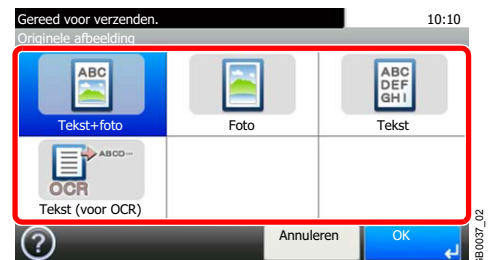 Gereed voor verzenden. 10:10
Originele afbeelding
ABC
ABC
DEF
GHI
Tekst+foto Foto Tekst
ABCD
OCR
Tekst (voor OCR)
? Annuleren OK
GB0037_02